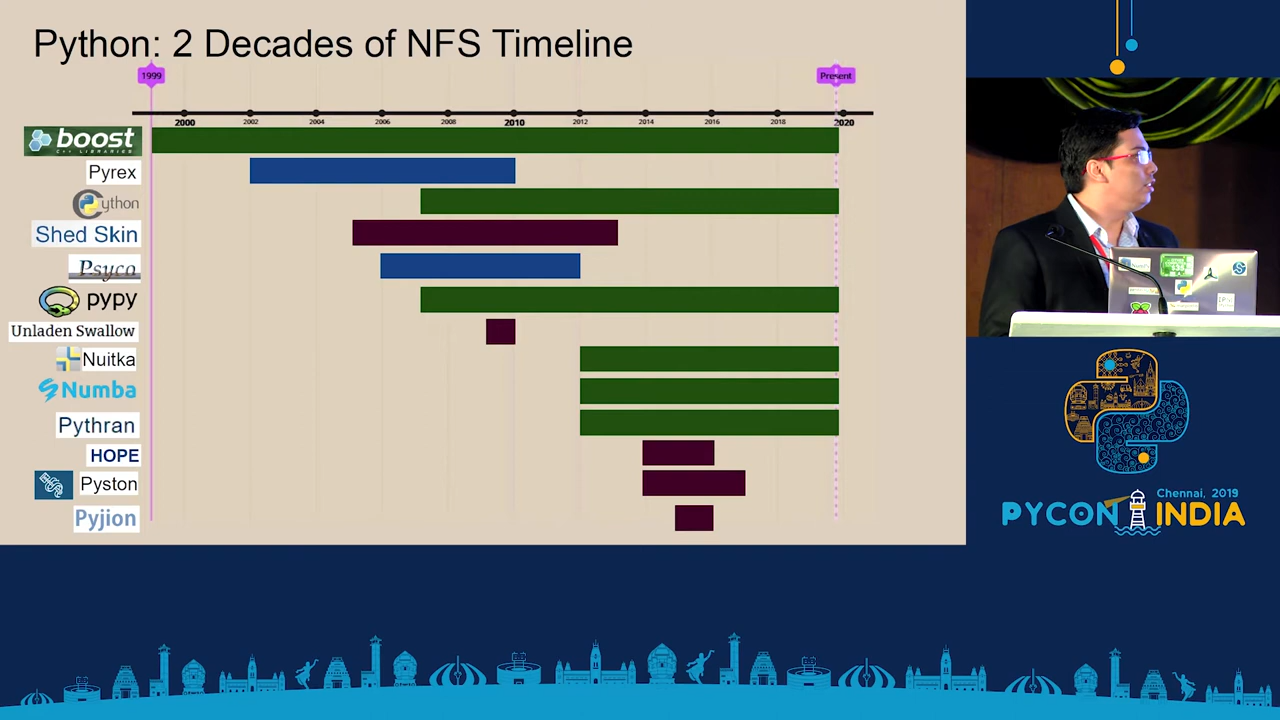 Python: 2 Decades of NFS Timeline
1999
Present
2000
2002
2004
2006
2008
2010
2012
2014
2016
2018
2020
boost
C++ LIBRARIES
Pyrex
Cython
Shed Skin
Psyco
pypy
Unladen Swallow
Nuitka
Numba
Pythran
HOPE
Pyston
Pyjion
Chennai, 2019
PYCON INDIA